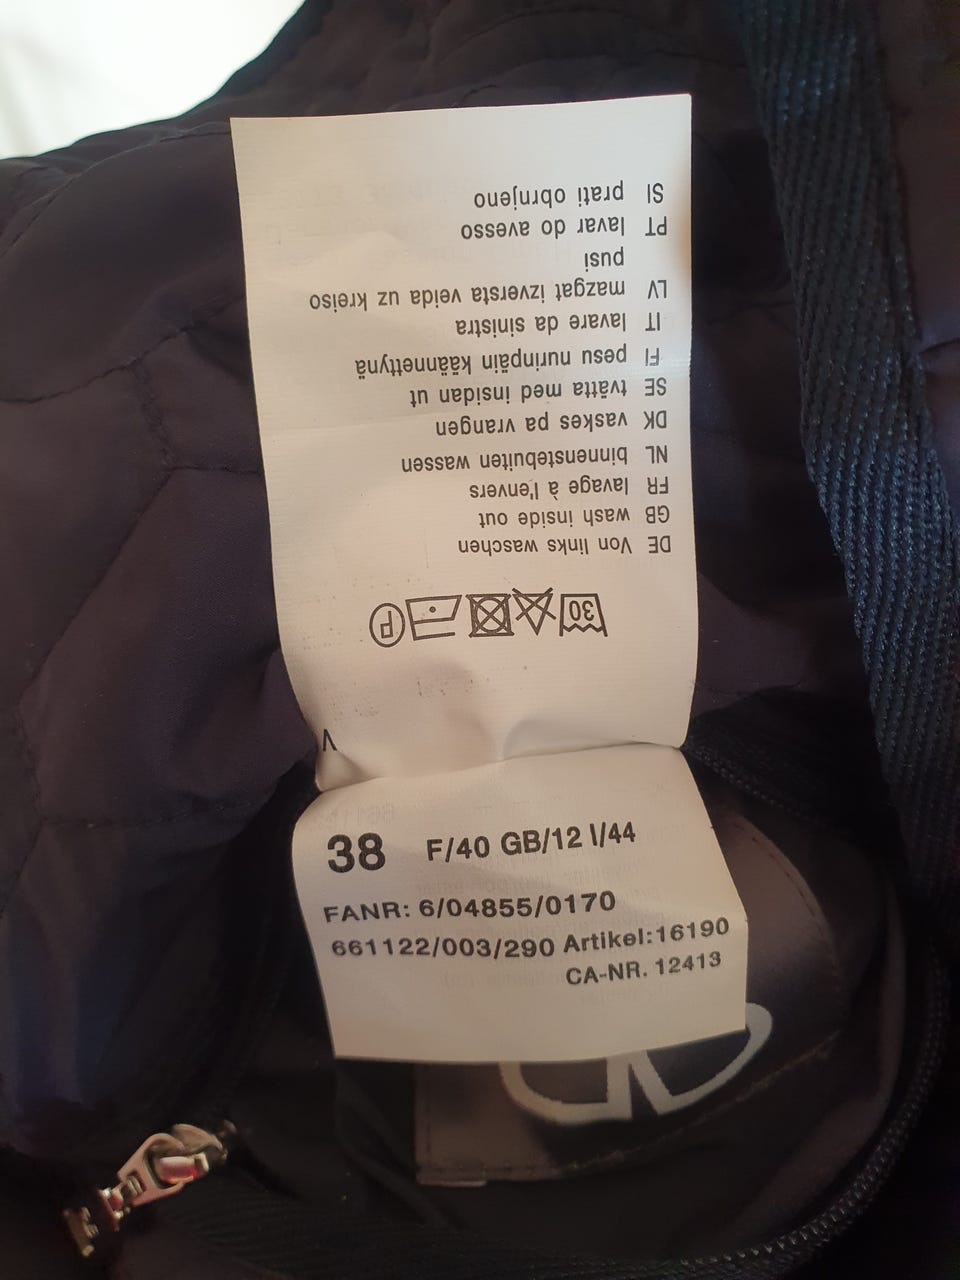 DE Von links waschen
GB wash inside out
FR lavage à l'envers
NL binnenstebuiten wassen
DK vaskes pa vrangen
SE tvätta med insidan ut
FI pesu nurinpäin käännettynä
IT lavare da sinistra
LV mazgat izversta veida uz kreiso
pusi
PT lavar do avesso
SI prati obrnjeno
30
P
V
38 F/40 GB/12 I/44
FANR: 6/04855/0170
661122/003/290 Artikel:16190
CA-NR. 12413